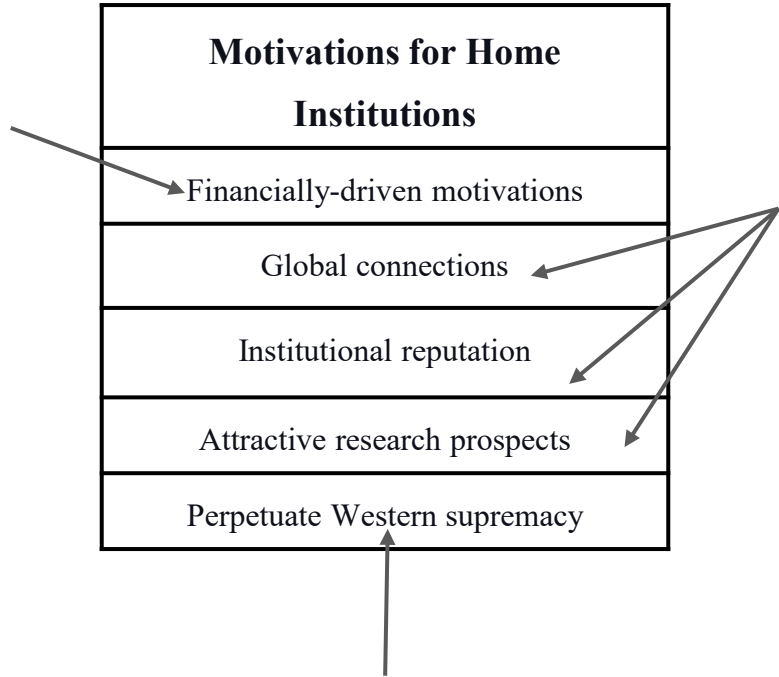 Motivations for Home
Institutions
Financially-driven motivations
Global connections
Institutional reputation
Attractive research prospects
Perpetuate Western supremacy